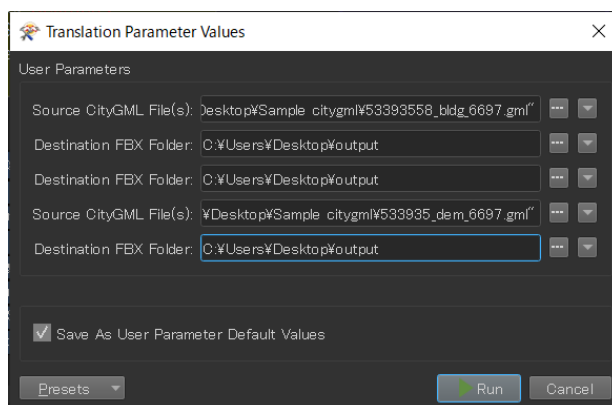 Translation Parameter Values
User Parameters
Source CityGML File(s): Desktop¥Sample citygml¥53393558_bldg_6697.gml"
Destination FBX Folder: C:¥Users¥Desktop¥output
Destination FBX Folder: C:¥Users¥Desktop¥output
Source CityGML File(s): ¥Desktop¥Sample citygml¥533935_dem_6697.gml"
Destination FBX Folder: C:¥Users¥Desktop¥output
Save As User Parameter Default Values
Presets Run Cancel